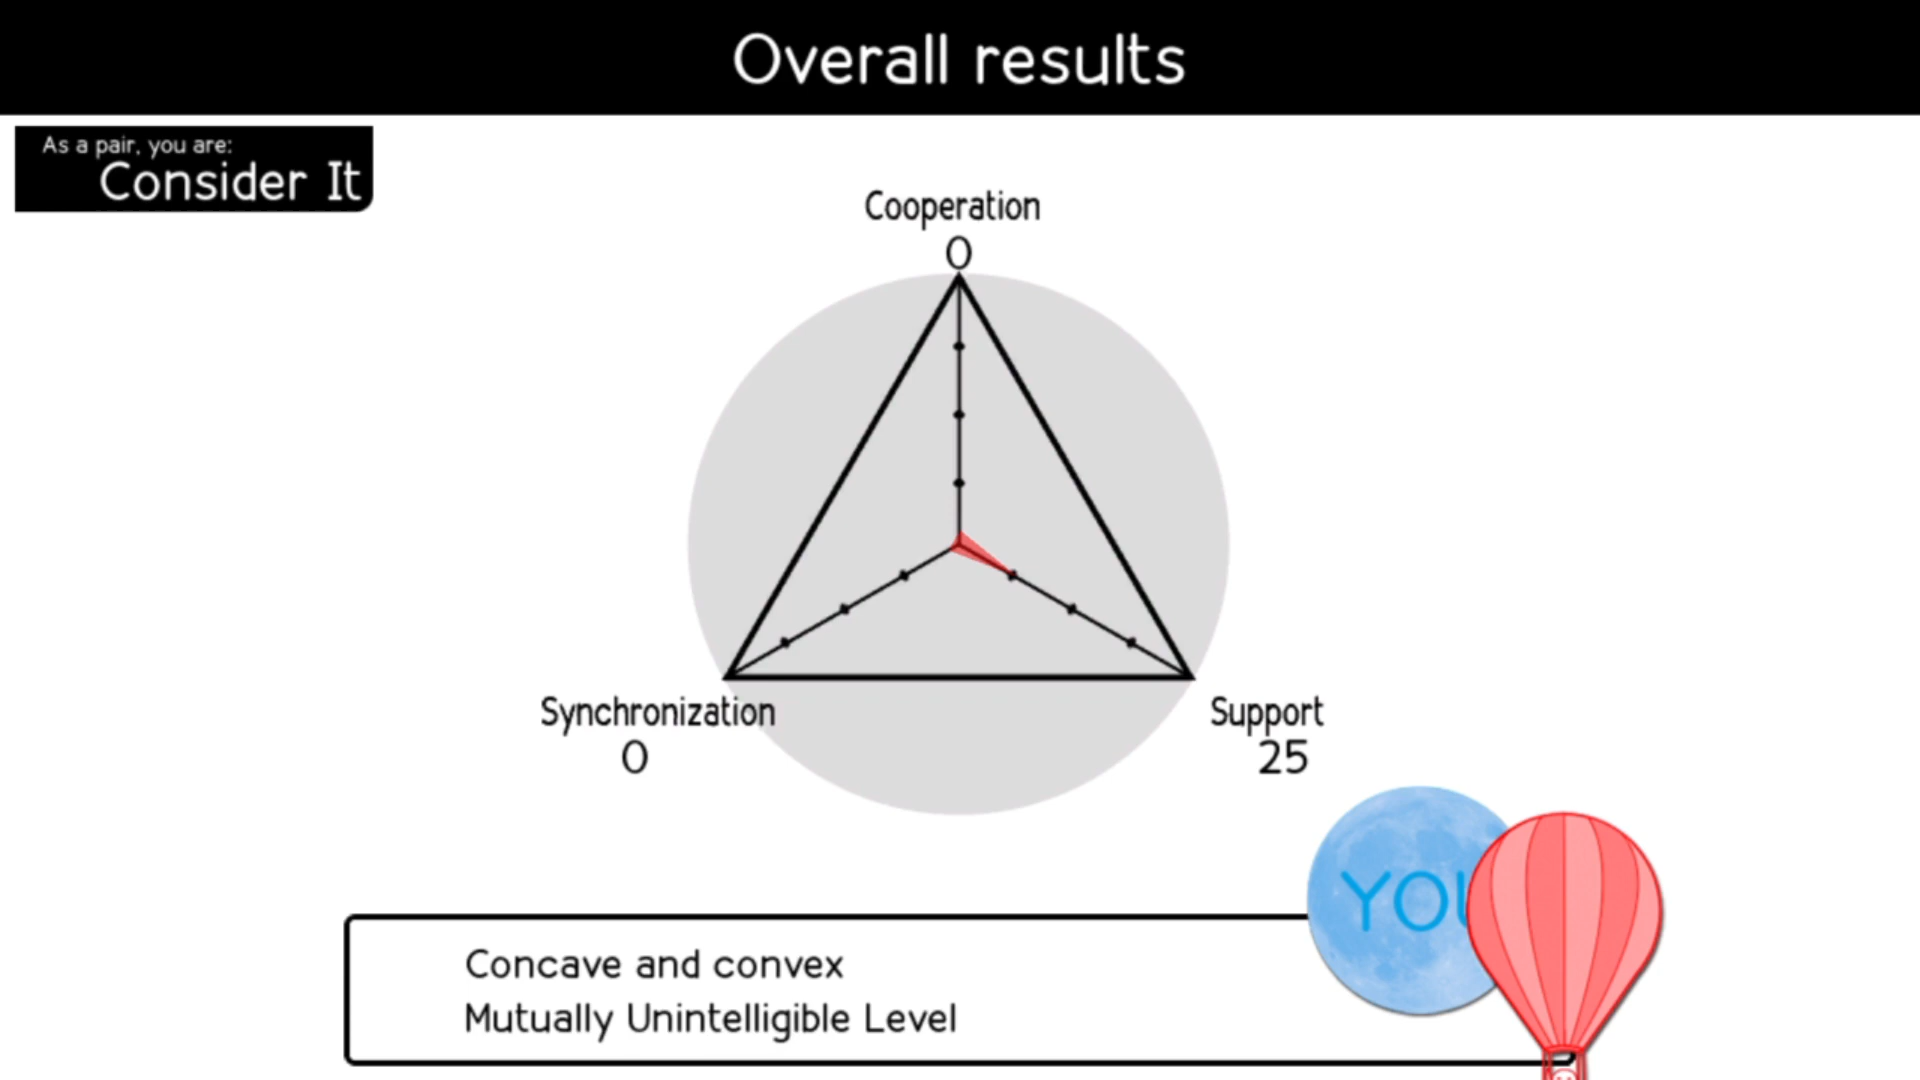 Overall results
As a pair, you are:
Consider It
Cooperation
0
Synchronization
0
Support
25
YOU
Concave and convex
Mutually Unintelligible Level